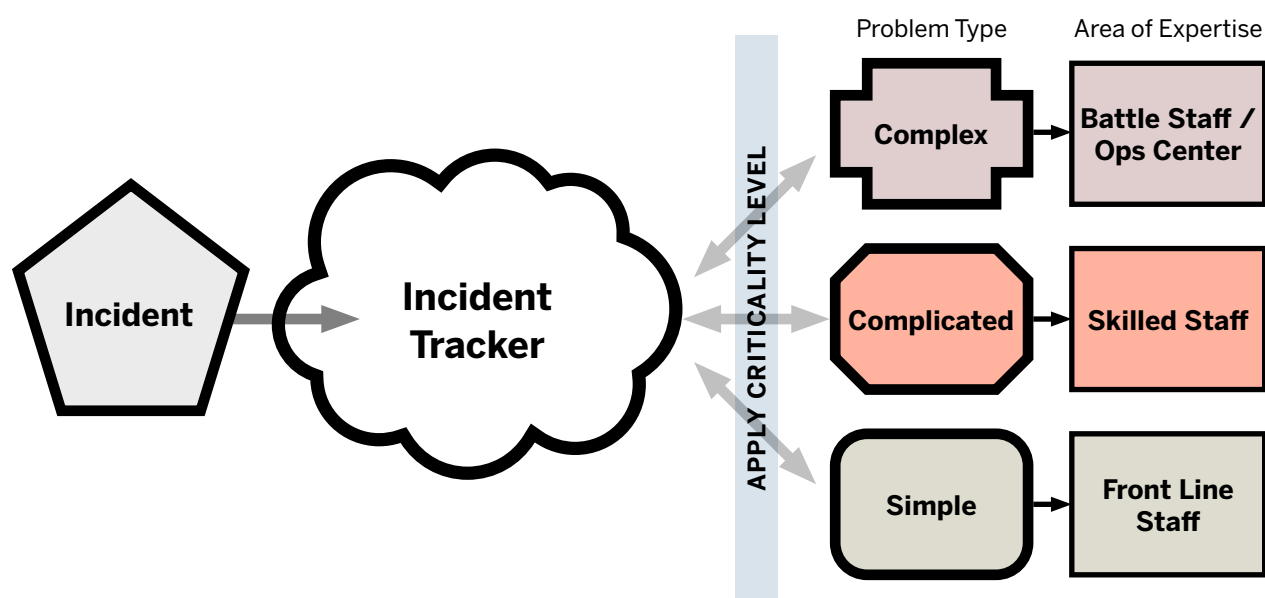 Problem Type
Area of Expertise
Incident
Incident
Tracker
APPLY CRITICALITY LEVEL
Complex
Battle Staff /
Ops Center
Complicated
Skilled Staff
Simple
Front Line
Staff